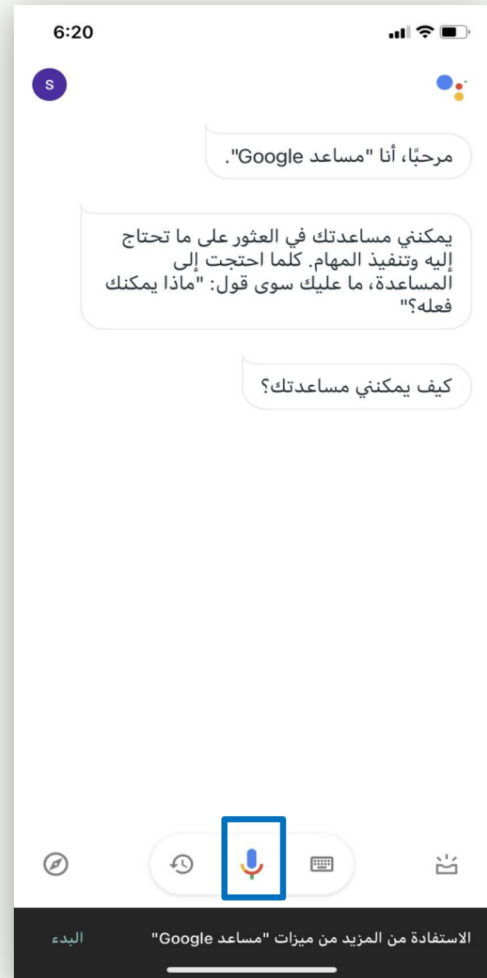 6:20
S
مرحبًا، أنا "مساعد Google".
يمكنني مساعدتك في العثور على ما تحتاج
إليه وتنفيذ المهام. كلما احتجت إلى
المساعدة، ما عليك سوى قول: "ماذا يمكنك
فعله؟"
كيف يمكنني مساعدتك؟
الاستفادة من المزيد من ميزات "مساعد Google"
البدء